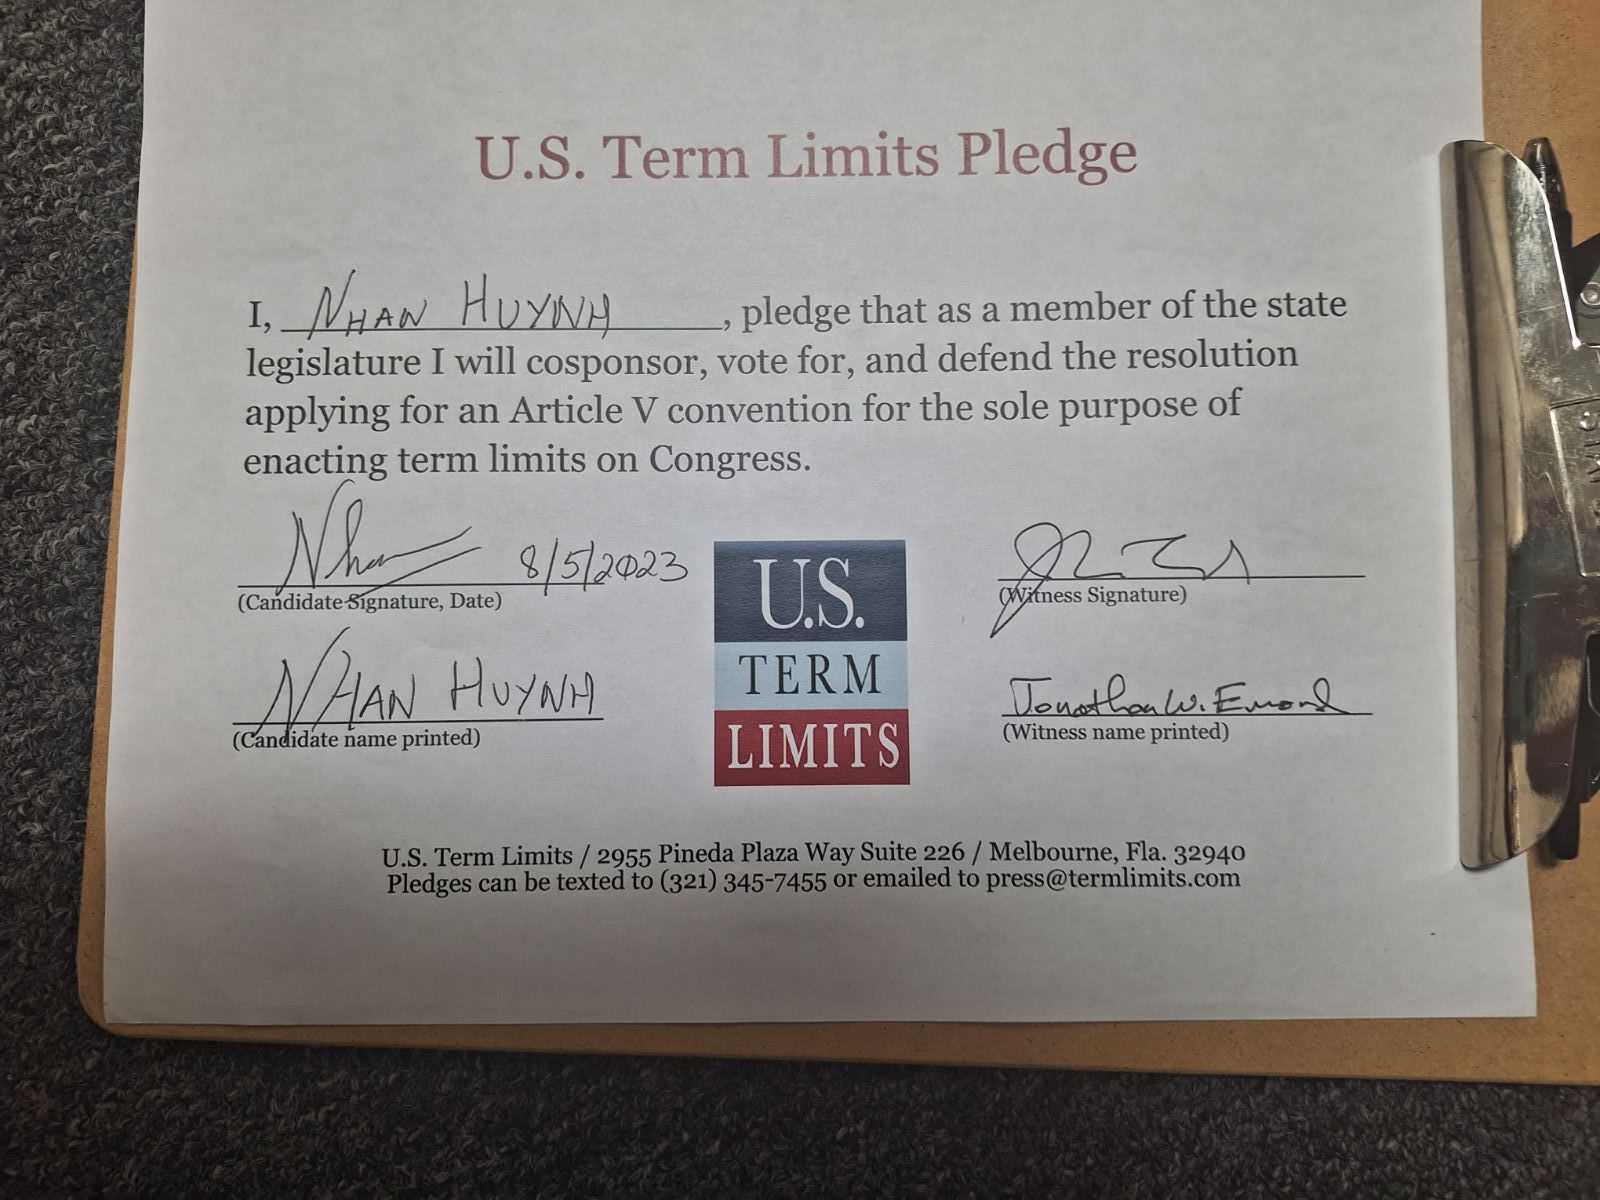 U.S. Term Limits Pledge
I, NHAN HUYNH, pledge that as a member of the state
legislature I will cosponsor, vote for, and defend the resolution
applying for an Article V convention for the sole purpose of
enacting term limits on Congress.
Nhan 8/5/2023
(Candidate Signature, Date)
(Witness Signature)
NHAN HUYNH
(Candidate name printed)
U.S.
TERM
LIMITS
Jonathan W. Emond
(Witness name printed)
U.S. Term Limits / 2955 Pineda Plaza Way Suite 226 / Melbourne, Fla. 32940
Pledges can be texted to (321) 345-7455 or emailed to press@termlimits.com